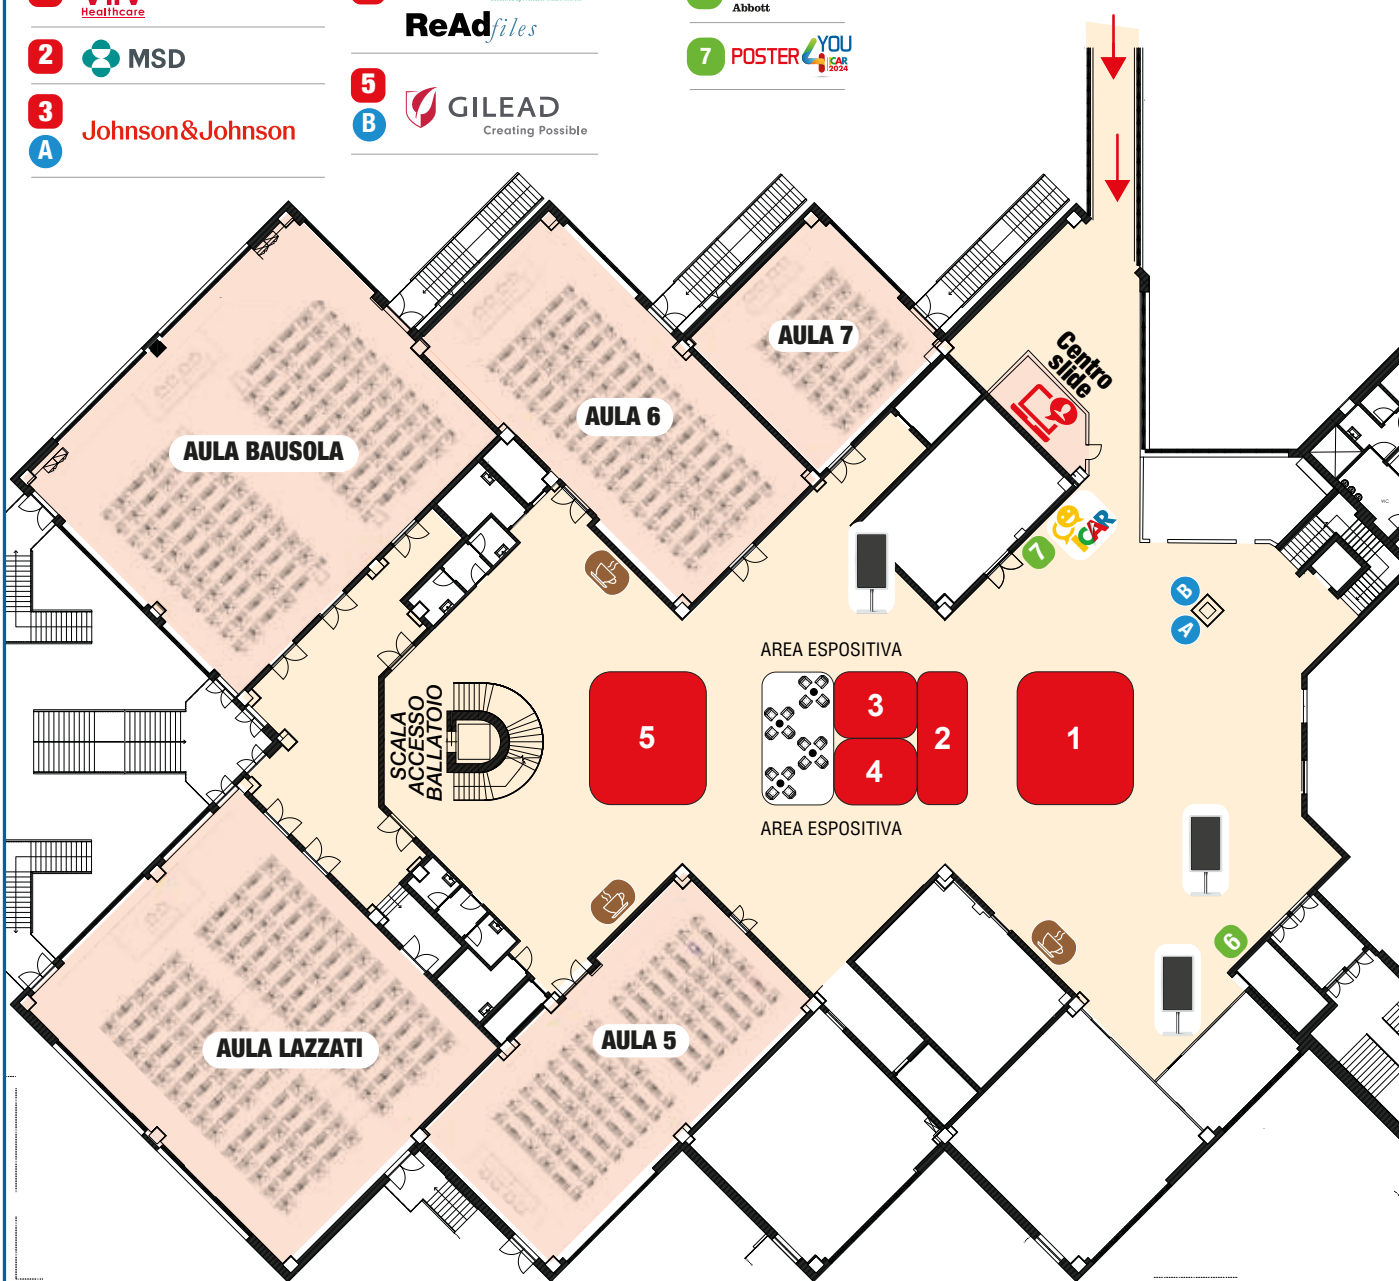 Healthcare
2
MSD
3
A
Johnson&Johnson
ReAdfiles
5
B
GILEAD
Creating Possible
Abbott
7
POSTER 4 YOU
ICAR
2024
AULA 7
Centro
slide
AULA 6
AULA BAUSOLA
7
ICAR
B
A
WC
AREA ESPOSITIVA
SCALA
ACCESSO
BALLATOIO
5
3
4
2
1
AREA ESPOSITIVA
6
AULA LAZZATI
AULA 5